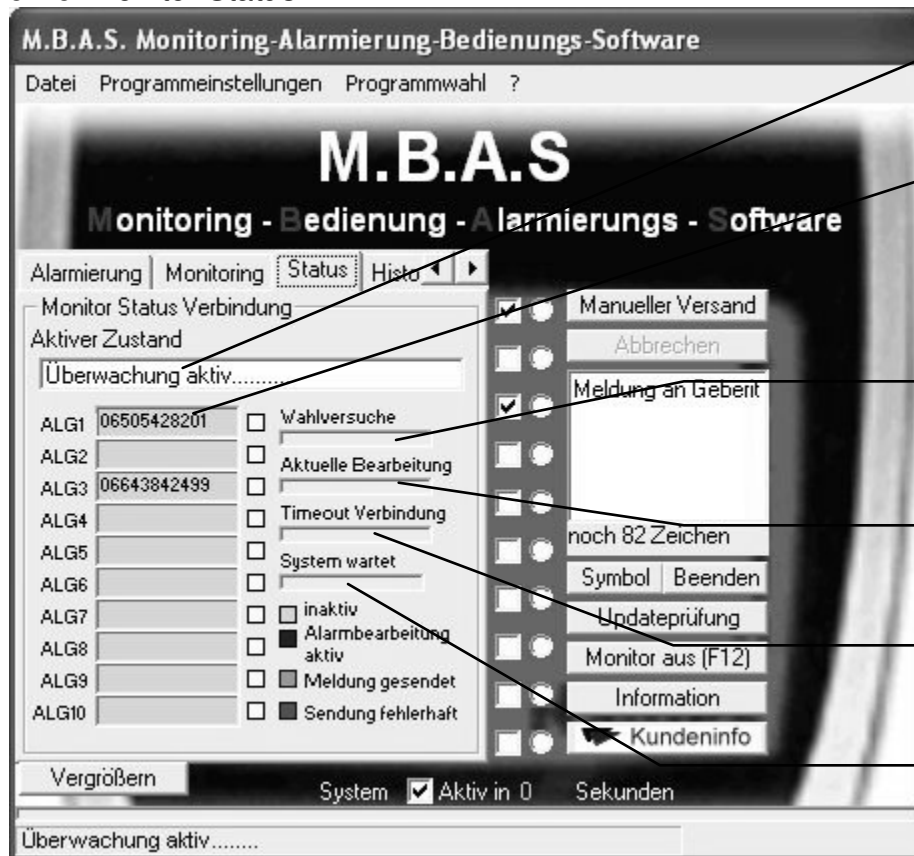 M.B.A.S. Monitoring-Alarmierung-Bedienungs-Software
Datei Programmeinstellungen Programmwahl ?
M.B.A.S
Monitoring - Bedienung - Alarmierungs - Software
Alarmierung Monitoring Status Histo
Monitor Status Verbindung
Aktiver Zustand
Überwachung aktiv.........
ALG1 06505428201
ALG2
ALG3 06643842499
ALG4
ALG5
ALG6
ALG7
ALG8
ALG9
ALG10
Wahlversuche
Aktuelle Bearbeitung
Timeout Verbindung
System wartet
inaktiv
Alarmbearbeitung
aktiv
Meldung gesendet
Sendung fehlerhaft
Manueller Versand
Abbrechen
Meldung an Geberit
noch 82 Zeichen
Symbol Beenden
Updateprüfung
Monitor aus (F12)
Information
Kundeninfo
Vergrößern
System Aktiv in 0 Sekunden
Überwachung aktiv........